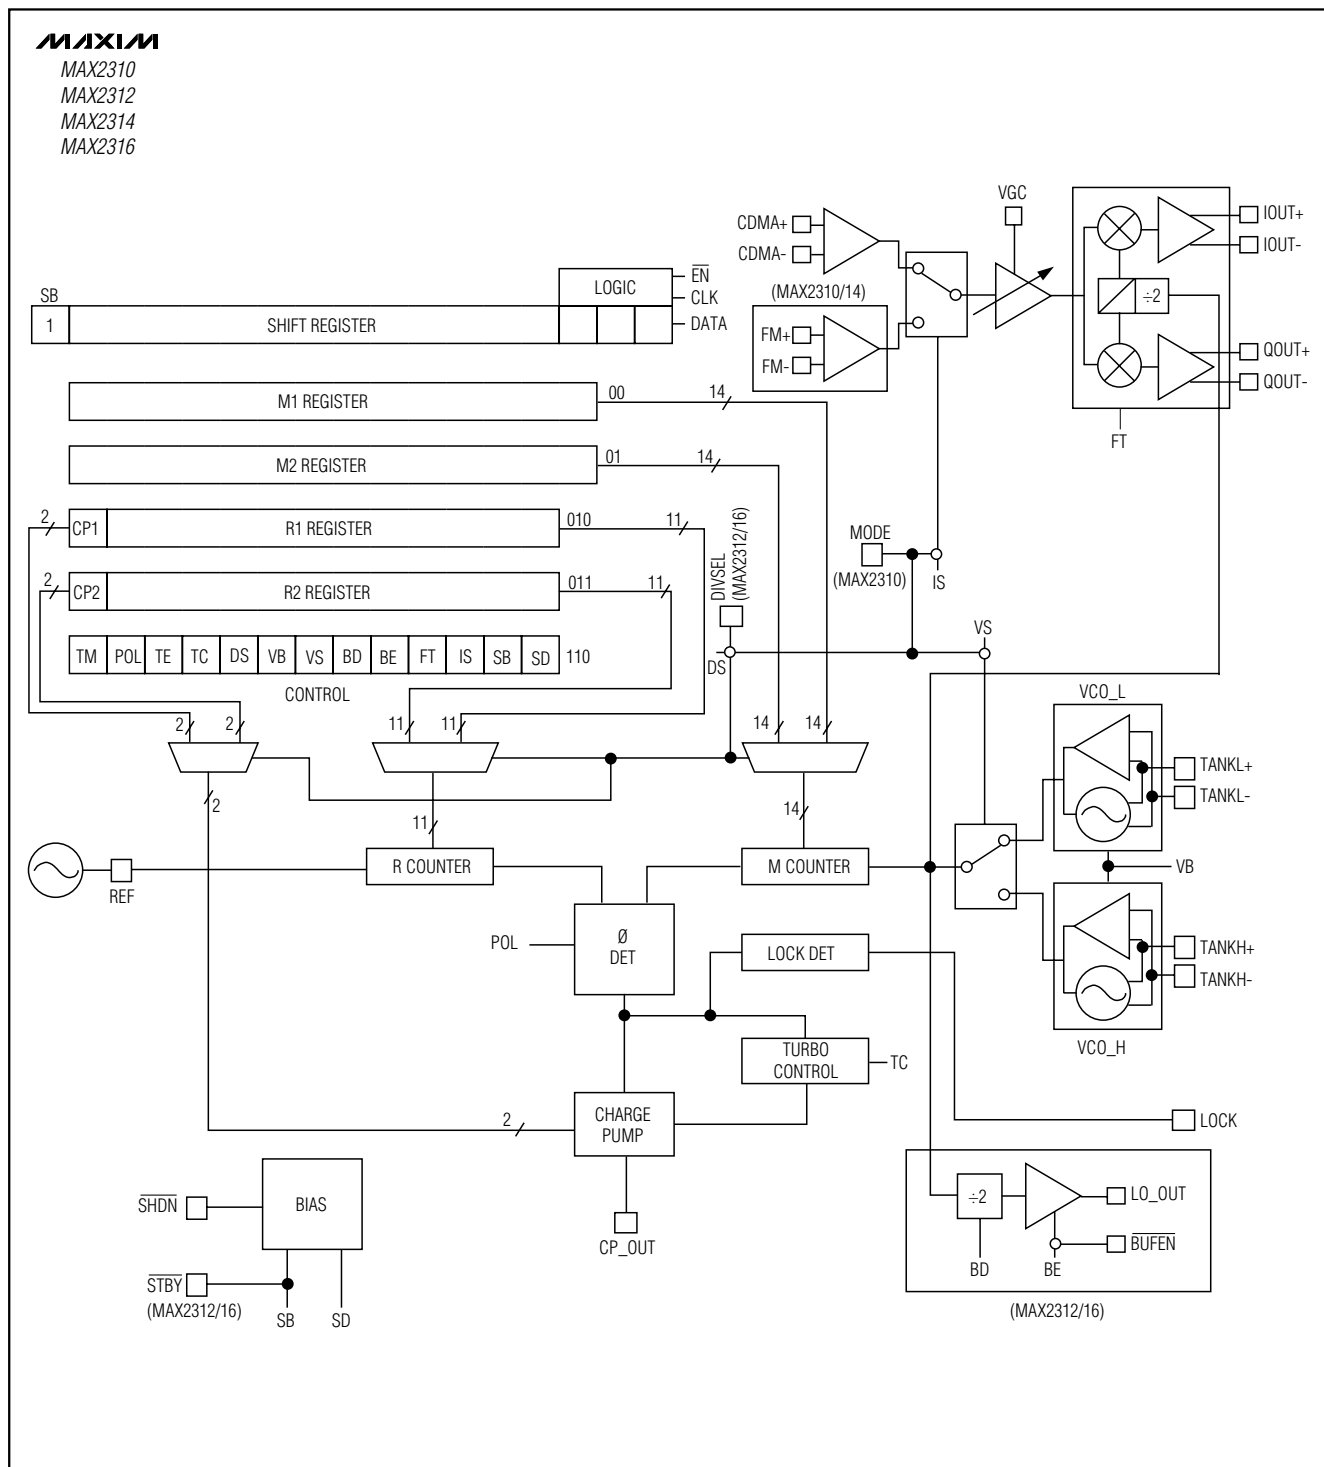 MAXIM
MAX2310
MAX2312
MAX2314
MAX2316
VGC
CDMA+
CDMA-
IOUT+
IOUT-
÷2
(MAX2310/14)
FM+
FM-
QOUT+
QOUT-
FT
SB
1
SHIFT REGISTER
LOGIC
EN
CLK
DATA
M1 REGISTER
00
14
M2 REGISTER
01
14
2
CP1
R1 REGISTER
010
11
2
CP2
R2 REGISTER
011
11
DIVSEL
(MAX2312/16)
MODE
(MAX2310)
IS
VS
DS
TM POL TE TC DS VB VS BD BE FT IS SB SD 110
CONTROL
2
2
11
11
14
14
VCO_L
TANKL+
TANKL-
2
11
14
REF
R COUNTER
M COUNTER
VB
POL
Ø
DET
LOCK DET
TANKH+
TANKH-
VCO_H
TURBO
CONTROL
TC
2
CHARGE
PUMP
LOCK
CP_OUT
SHDN
BIAS
STBY
(MAX2312/16)
SB
SD
÷2
LO_OUT
BUFEN
BD
BE
(MAX2312/16)